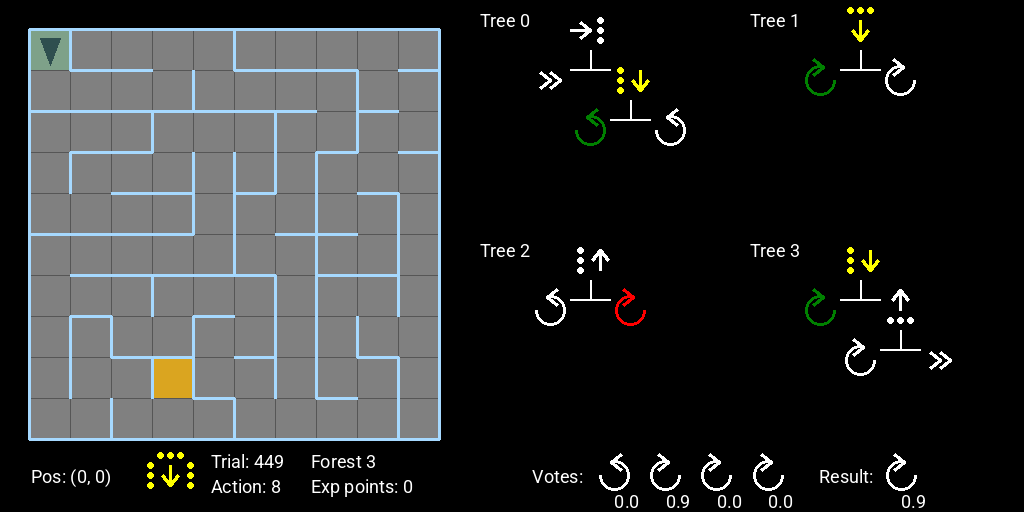 Tree 0
Tree 1
Tree 2
Tree 3
Pos: (0, 0)
Trial: 449
Forest 3
Action: 8
Exp points: 0
Votes:
0.0
0.9
0.0
0.0
Result:
0.9